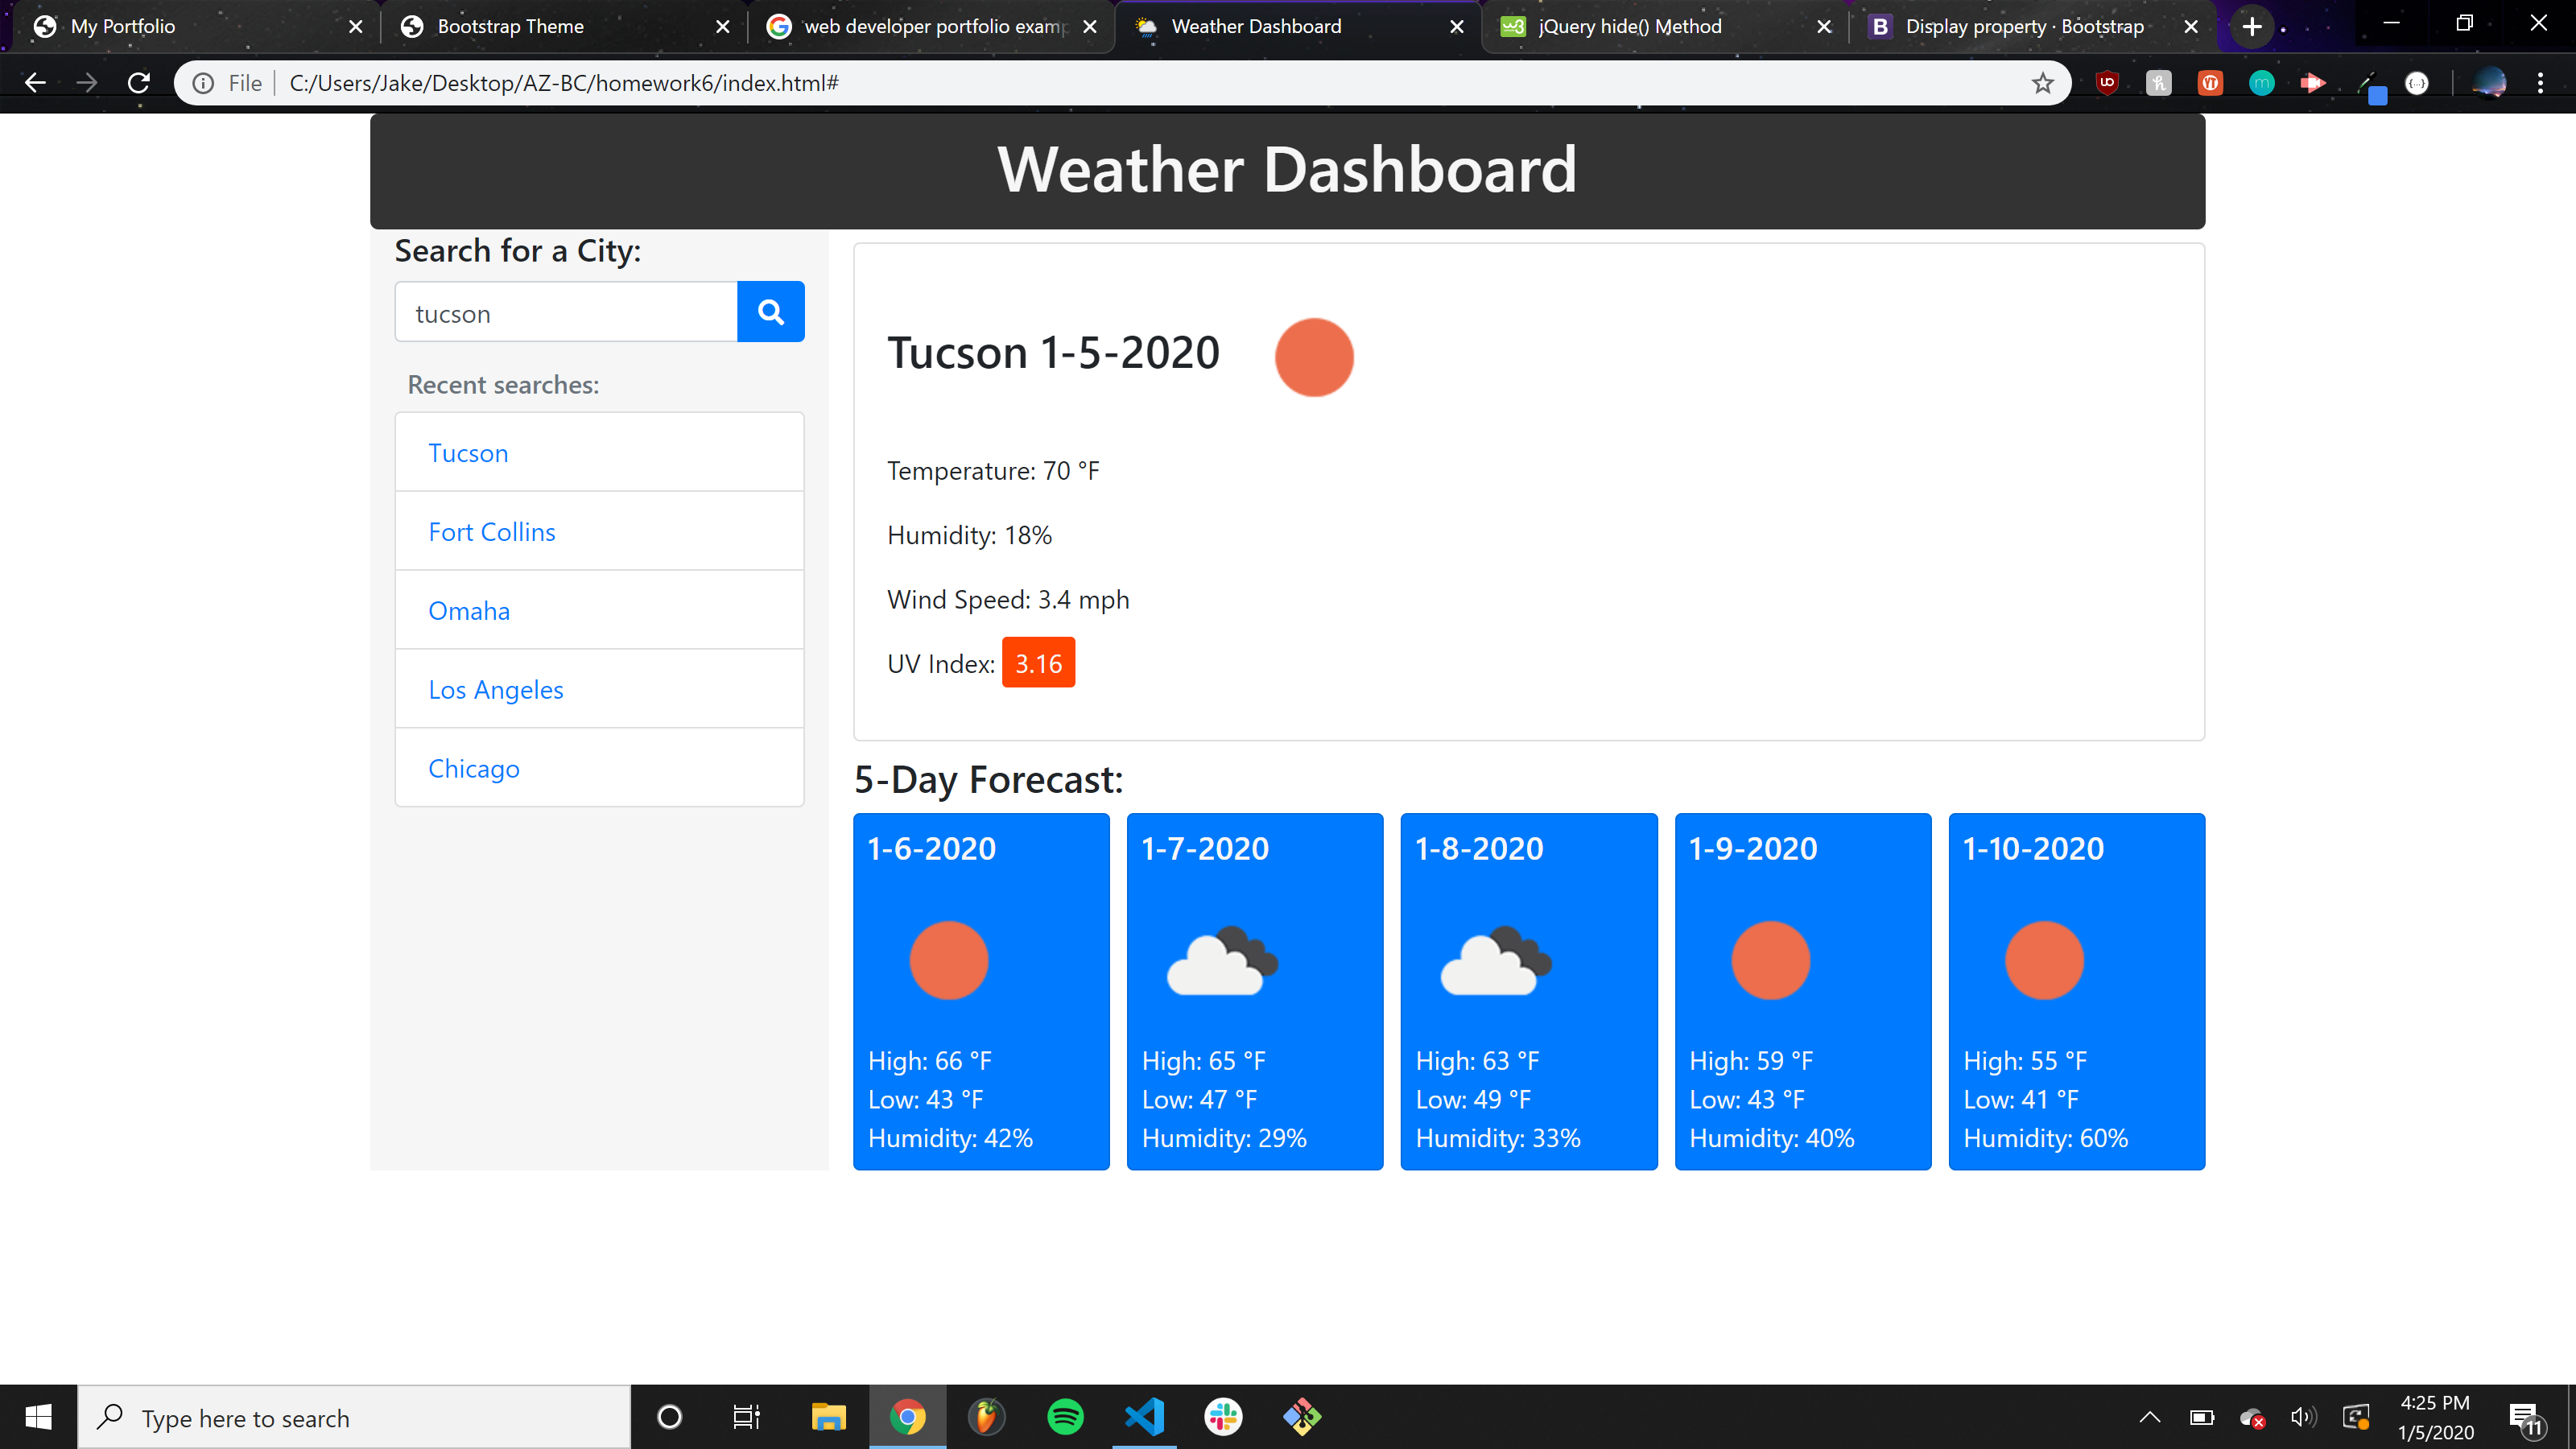 My Portfolio
Bootstrap Theme
web developer portfolio examp
Weather Dashboard
w3
jQuery hide() Method
B
Display property · Bootstrap
File
C:/Users/Jake/Desktop/AZ-BC/homework6/index.html#
Weather Dashboard
Search for a City:
tucson
Recent searches:
Tucson
Fort Collins
Omaha
Los Angeles
Chicago
Tucson 1-5-2020
Temperature: 70 °F
Humidity: 18%
Wind Speed: 3.4 mph
UV Index: 3.16
5-Day Forecast:
1-6-2020
High: 66 °F
Low: 43 °F
Humidity: 42%
1-7-2020
High: 65 °F
Low: 47 °F
Humidity: 29%
1-8-2020
High: 63 °F
Low: 49 °F
Humidity: 33%
1-9-2020
High: 59 °F
Low: 43 °F
Humidity: 40%
1-10-2020
High: 55 °F
Low: 41 °F
Humidity: 60%
Type here to search
4:25 PM
1/5/2020
11